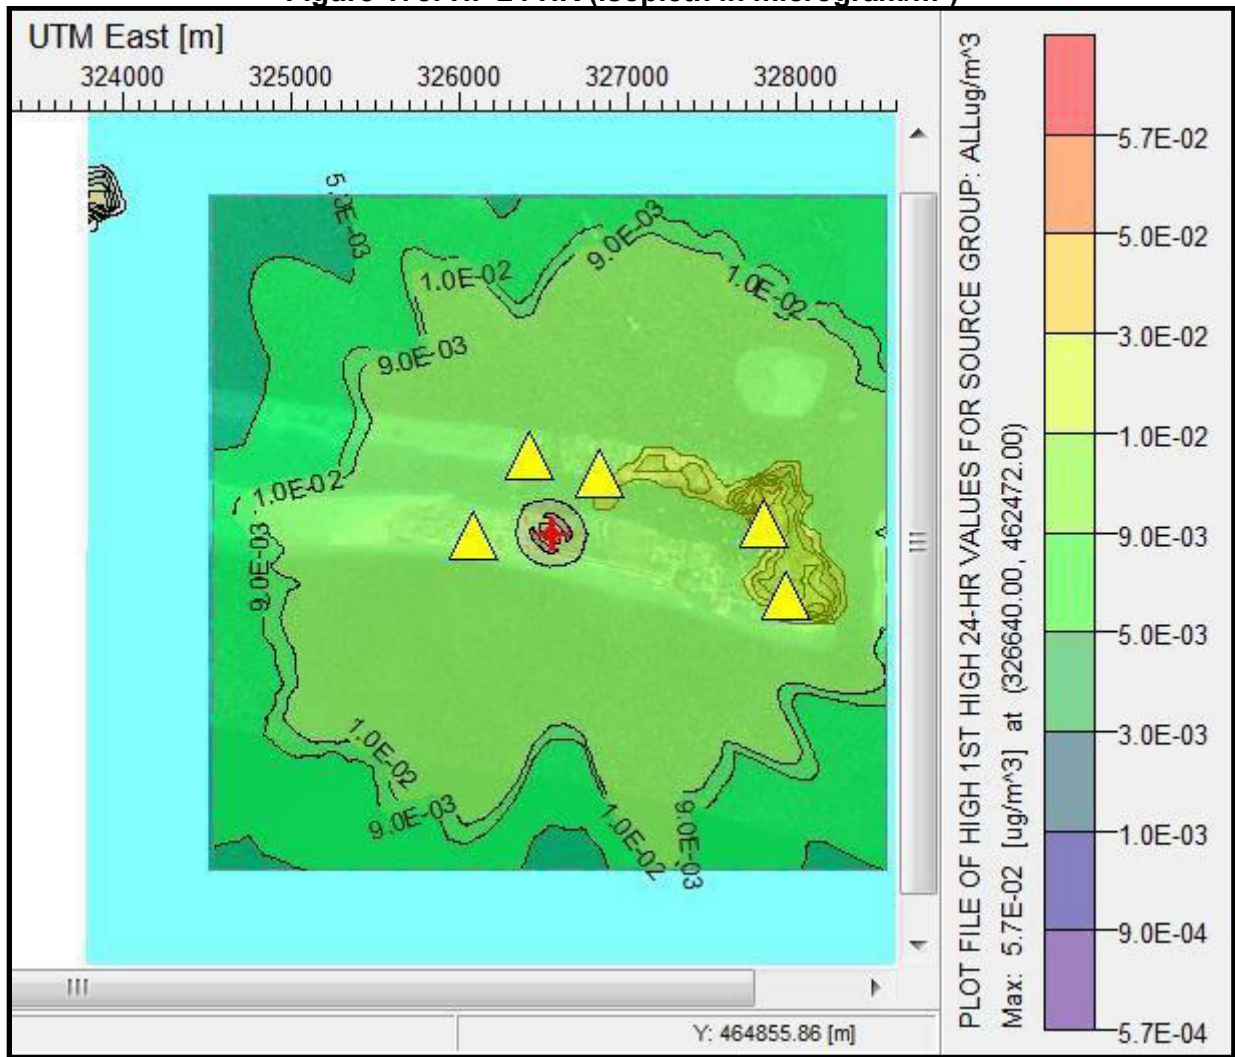 UTM East [m]
324000 325000 326000 327000 328000
5.0E-03
9.0E-03
1.0E-02
1.0E-02
9.0E-03
1.0E-02
9.0E-03
1.0E-02
9.0E-03
1.0E-02
9.0E-03
Y: 464855.86 [m]
PLOT FILE OF HIGH 1ST HIGH 24-HR VALUES FOR SOURCE GROUP: ALLug/m^3
Max: 5.7E-02 [ug/m^3] at (326640.00, 462472.00)
5.7E-02
5.0E-02
3.0E-02
1.0E-02
9.0E-03
5.0E-03
3.0E-03
1.0E-03
9.0E-04
5.7E-04